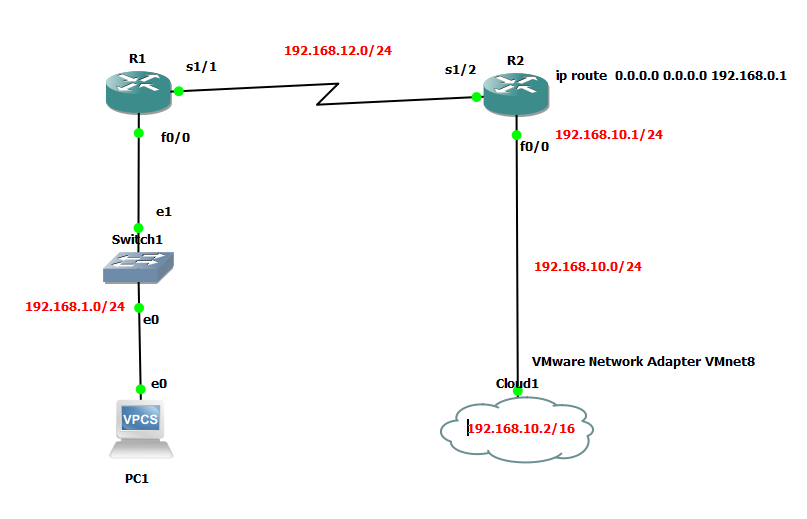 192.168.12.0/24
R1
R2
s1/1
s1/2
ip route  0.0.0.0 0.0.0.0 192.168.0.1
f0/0
192.168.10.1/24
f0/0
e1
Switch1
192.168.10.0/24
192.168.1.0/24
e0
VMware Network Adapter VMnet8
e0
Cloud1
VPCS
192.168.10.2/16
PC1